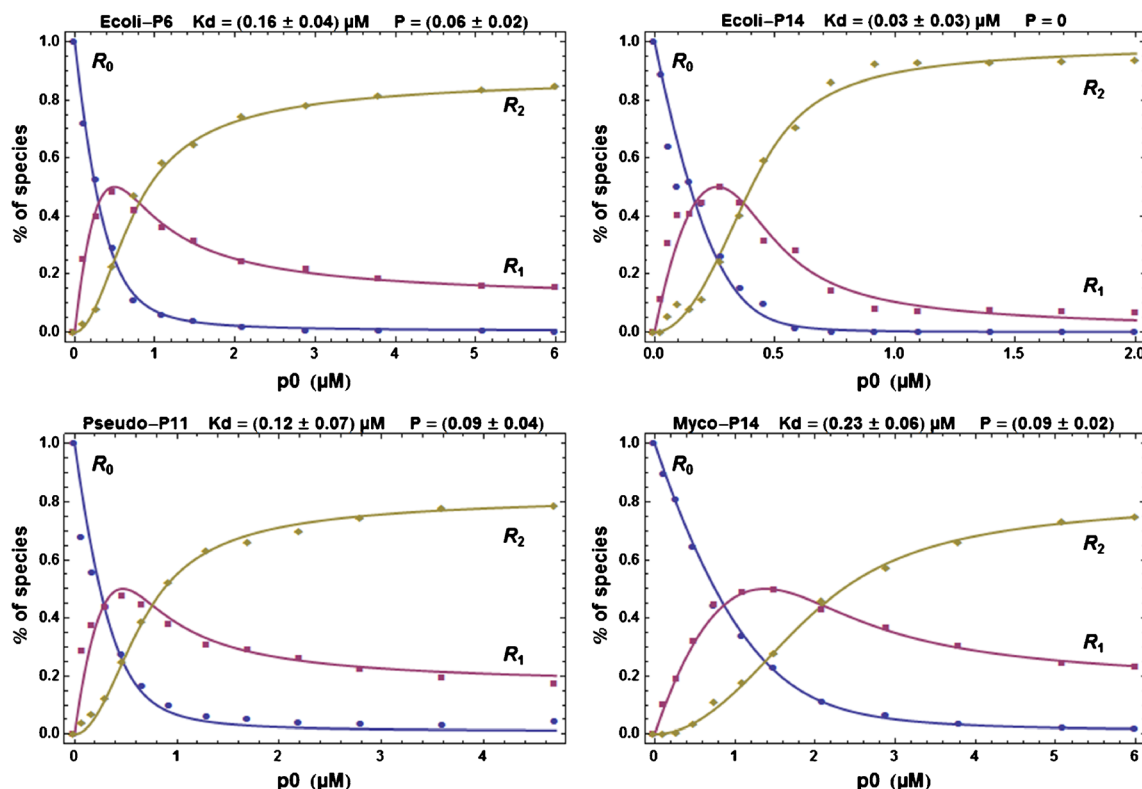 Ecoli–P6 Kd = (0.16 ± 0.04) µM P = (0.06 ± 0.02)
1.0
0.8
0.6
0.4
0.2
0.0
% of species
R0
R2
R1
0 1 2 3 4 5 6
p0 (µM)
Ecoli–P14 Kd = (0.03 ± 0.03) µM P = 0
1.0
0.8
0.6
0.4
0.2
0.0
% of species
R0
R2
R1
0.0 0.5 1.0 1.5 2.0
p0 (µM)
Pseudo–P11 Kd = (0.12 ± 0.07) µM P = (0.09 ± 0.04)
1.0
0.8
0.6
0.4
0.2
0.0
% of species
R0
R2
R1
0 1 2 3 4
p0 (µM)
Myco–P14 Kd = (0.23 ± 0.06) µM P = (0.09 ± 0.02)
1.0
0.8
0.6
0.4
0.2
0.0
% of species
R0
R2
R1
0 1 2 3 4 5 6
p0 (µM)